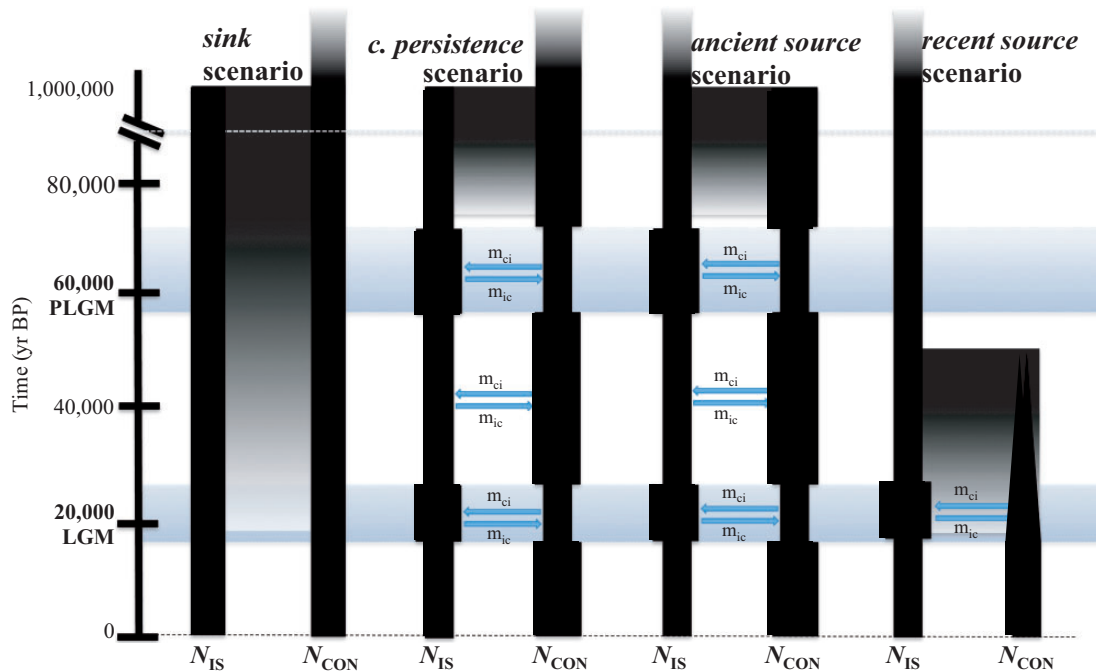 sink
scenario
c. persistence
scenario
ancient source
scenario
recent source
scenario
Time (yr BP)
1,000,000
80,000
60,000
PLGM
40,000
20,000
LGM
0
m_ci
m_ic
m_ci
m_ic
m_ci
m_ic
m_ci
m_ic
m_ci
m_ic
m_ci
m_ic
m_ci
m_ic
N_IS
N_CON
N_IS
N_CON
N_IS
N_CON
N_IS
N_CON